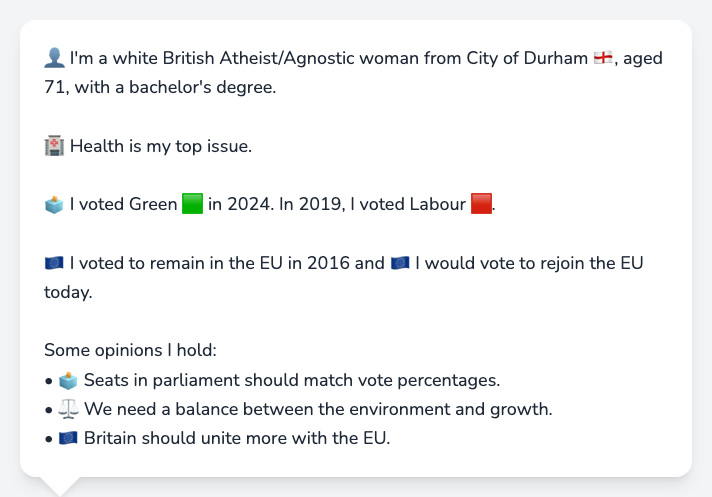 👤 I'm a white British Atheist/Agnostic woman from City of Durham 🏴󠁧󠁢󠁥󠁮󠁧󠁿, aged
71, with a bachelor's degree.
🏥 Health is my top issue.
🗳️ I voted Green 🟩 in 2024. In 2019, I voted Labour 🟥.
🇪🇺 I voted to remain in the EU in 2016 and 🇪🇺 I would vote to rejoin the EU
today.
Some opinions I hold:
• 🗳️ Seats in parliament should match vote percentages.
• ⚖️ We need a balance between the environment and growth.
• 🇪🇺 Britain should unite more with the EU.